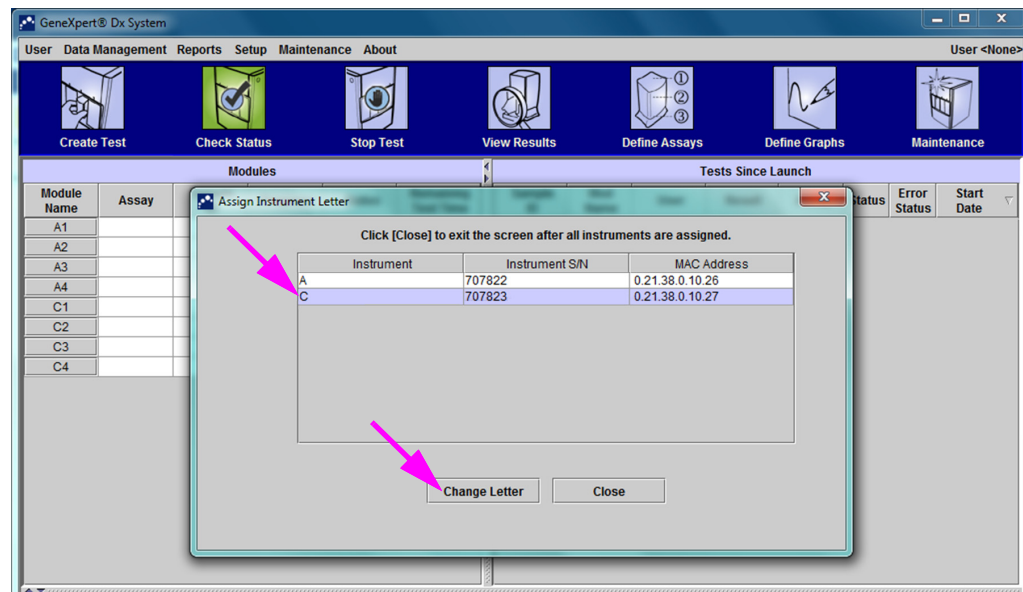 GeneXpert® Dx System
User Data Management Reports Setup Maintenance About User <None>
Create Test Check Status Stop Test View Results Define Assays Define Graphs Maintenance
Modules Tests Since Launch
Module Name Assay Status Error Status Start Date
Assign Instrument Letter
Click [Close] to exit the screen after all instruments are assigned.
Instrument Instrument S/N MAC Address
A 707822 0.21.38.0.10.26
C 707823 0.21.38.0.10.27
A1
A2
A3
A4
C1
C2
C3
C4
Change Letter Close